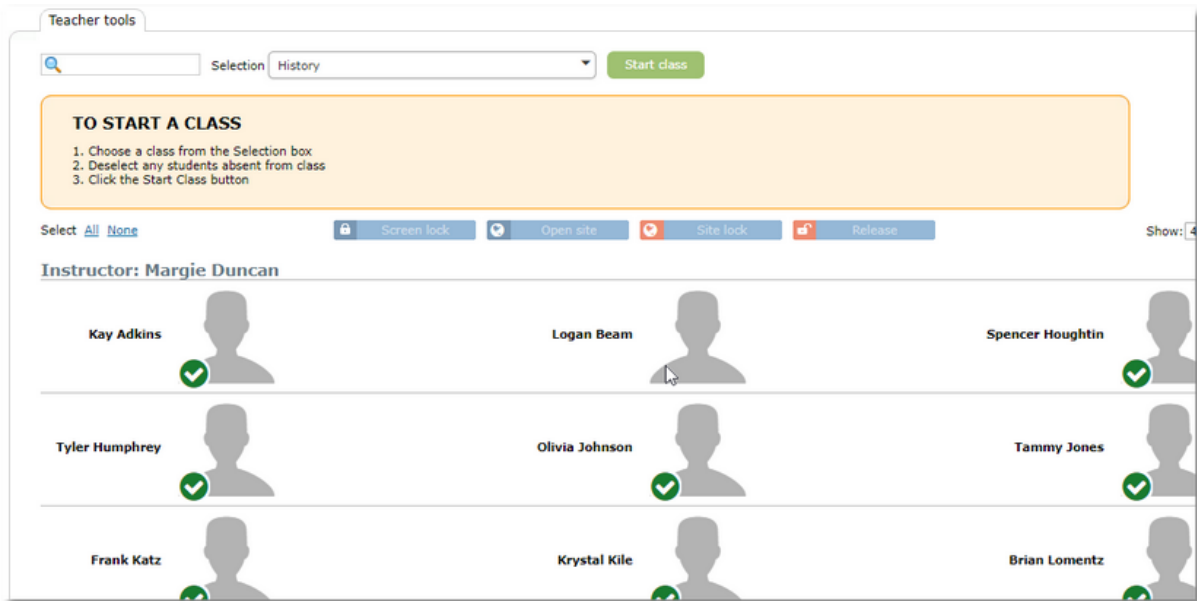 Teacher tools
Selection History Start class
TO START A CLASS
1. Choose a class from the Selection box
2. Deselect any students absent from class
3. Click the Start Class button
Select All None Screen lock Open site Site lock Release Show: 4
Instructor: Margie Duncan
Kay Adkins Logan Beam Spencer Houghtin
Tyler Humphrey Olivia Johnson Tammy Jones
Frank Katz Krystal Kile Brian Lomentz